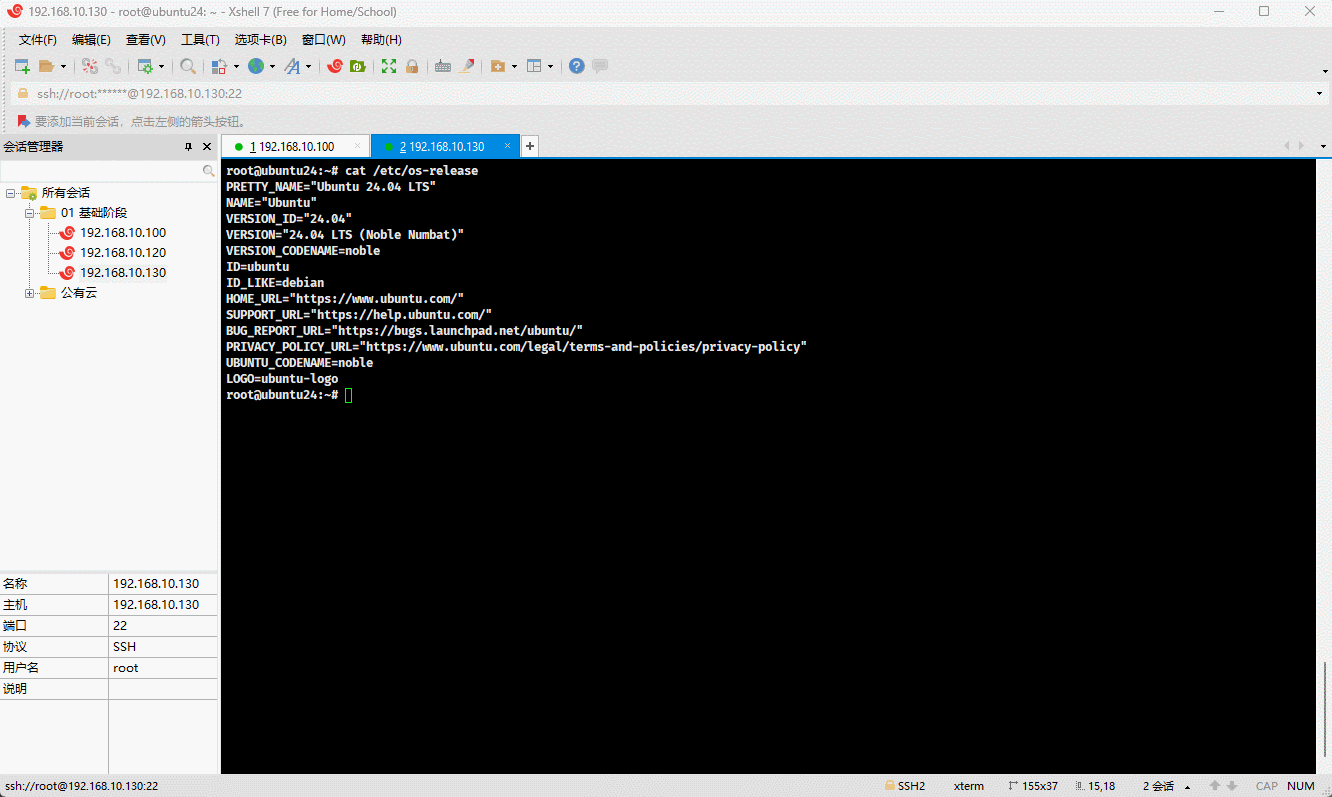 192.168.10.130 - root@ubuntu24: ~ - Xshell 7 (Free for Home/School)
文件(F) 编辑(E) 查看(V) 工具(T) 选项卡(B) 窗口(W) 帮助(H)
ssh://root:******@192.168.10.130:22
要添加当前会话，点击左侧的箭头按钮。
会话管理器
1 192.168.10.100
2 192.168.10.130
所有会话
01 基础阶段
192.168.10.100
192.168.10.120
192.168.10.130
公有云
root@ubuntu24:~# cat /etc/os-release
PRETTY_NAME="Ubuntu 24.04 LTS"
NAME="Ubuntu"
VERSION_ID="24.04"
VERSION="24.04 LTS (Noble Numbat)"
VERSION_CODENAME=noble
ID=ubuntu
ID_LIKE=debian
HOME_URL="https://www.ubuntu.com/"
SUPPORT_URL="https://help.ubuntu.com/"
BUG_REPORT_URL="https://bugs.launchpad.net/ubuntu/"
PRIVACY_POLICY_URL="https://www.ubuntu.com/legal/terms-and-policies/privacy-policy"
UBUNTU_CODENAME=noble
LOGO=ubuntu-logo
root@ubuntu24:~#
名称 192.168.10.130
主机 192.168.10.130
端口 22
协议 SSH
用户名 root
说明
ssh://root@192.168.10.130:22 SSH2 xterm 155x37 15,18 2 会话 CAP NUM